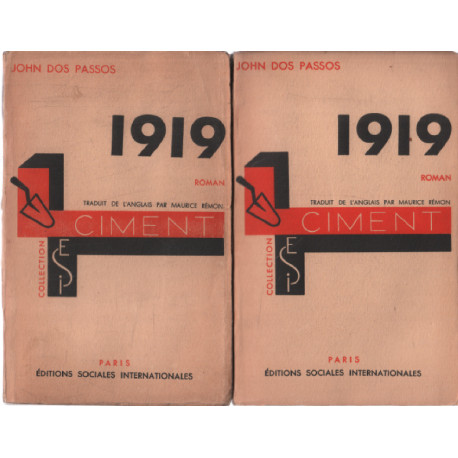 JOHN DOS PASSOS
1919
ROMAN
TRADUIT DE L'ANGLAIS PAR MAURICE RÉMON
CIMENT
COLLECTION
ESi
PARIS
ÉDITIONS SOCIALES INTERNATIONALES
JOHN DOS PASSOS
1919
ROMAN
TRADUIT DE L'ANGLAIS PAR MAURICE RÉMON
CIMENT
COLLECTION
ESi
PARIS
ÉDITIONS SOCIALES INTERNATIONALES